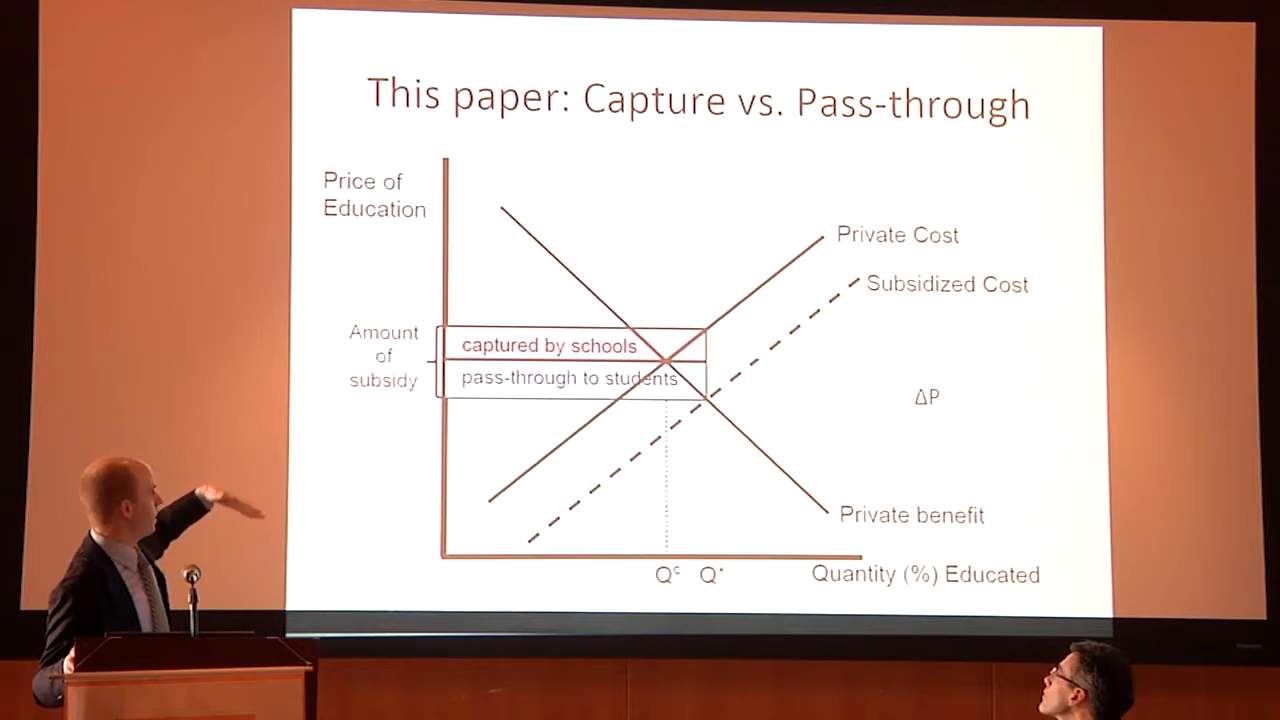 This paper: Capture vs. Pass-through
Price of
Education
Private Cost
Subsidized Cost
Amount
of
subsidy
captured by schools
pass-through to students
ΔP
Private benefit
Qᶜ Q*
Quantity (%) Educated